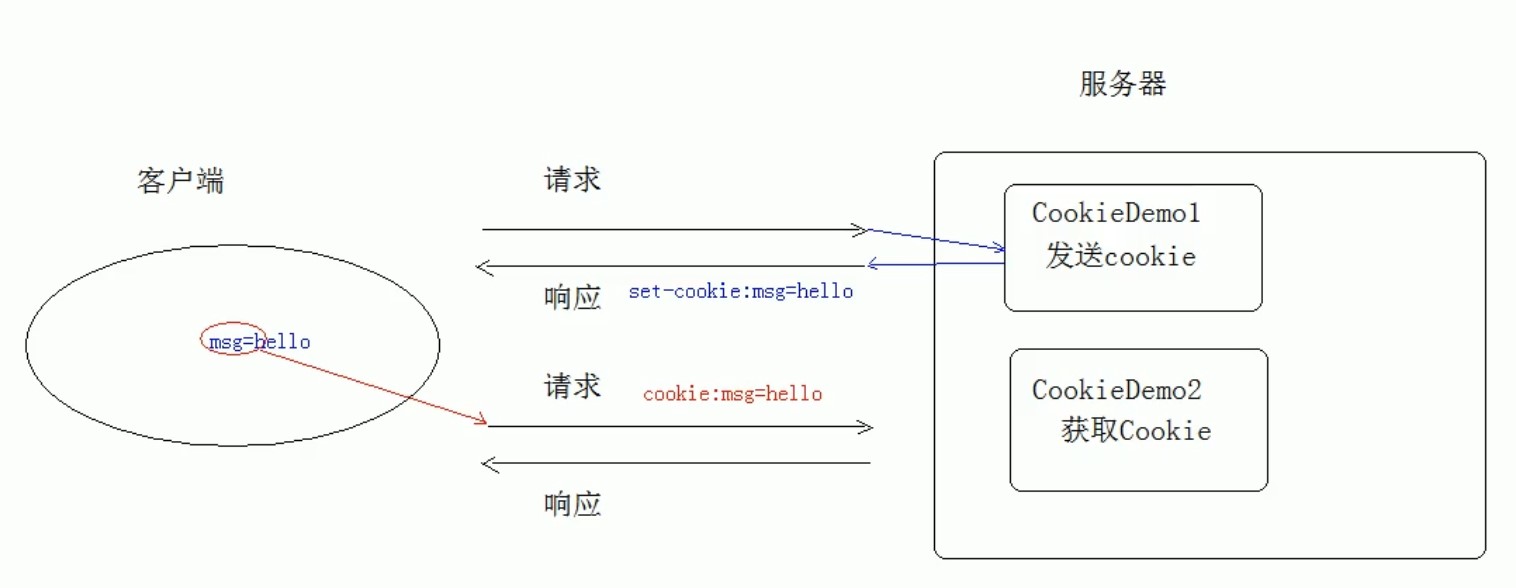 服务器
客户端
请求
CookieDemo1
发送cookie
响应
set-cookie:msg=hello
msg=hello
请求
cookie:msg=hello
CookieDemo2
获取Cookie
响应